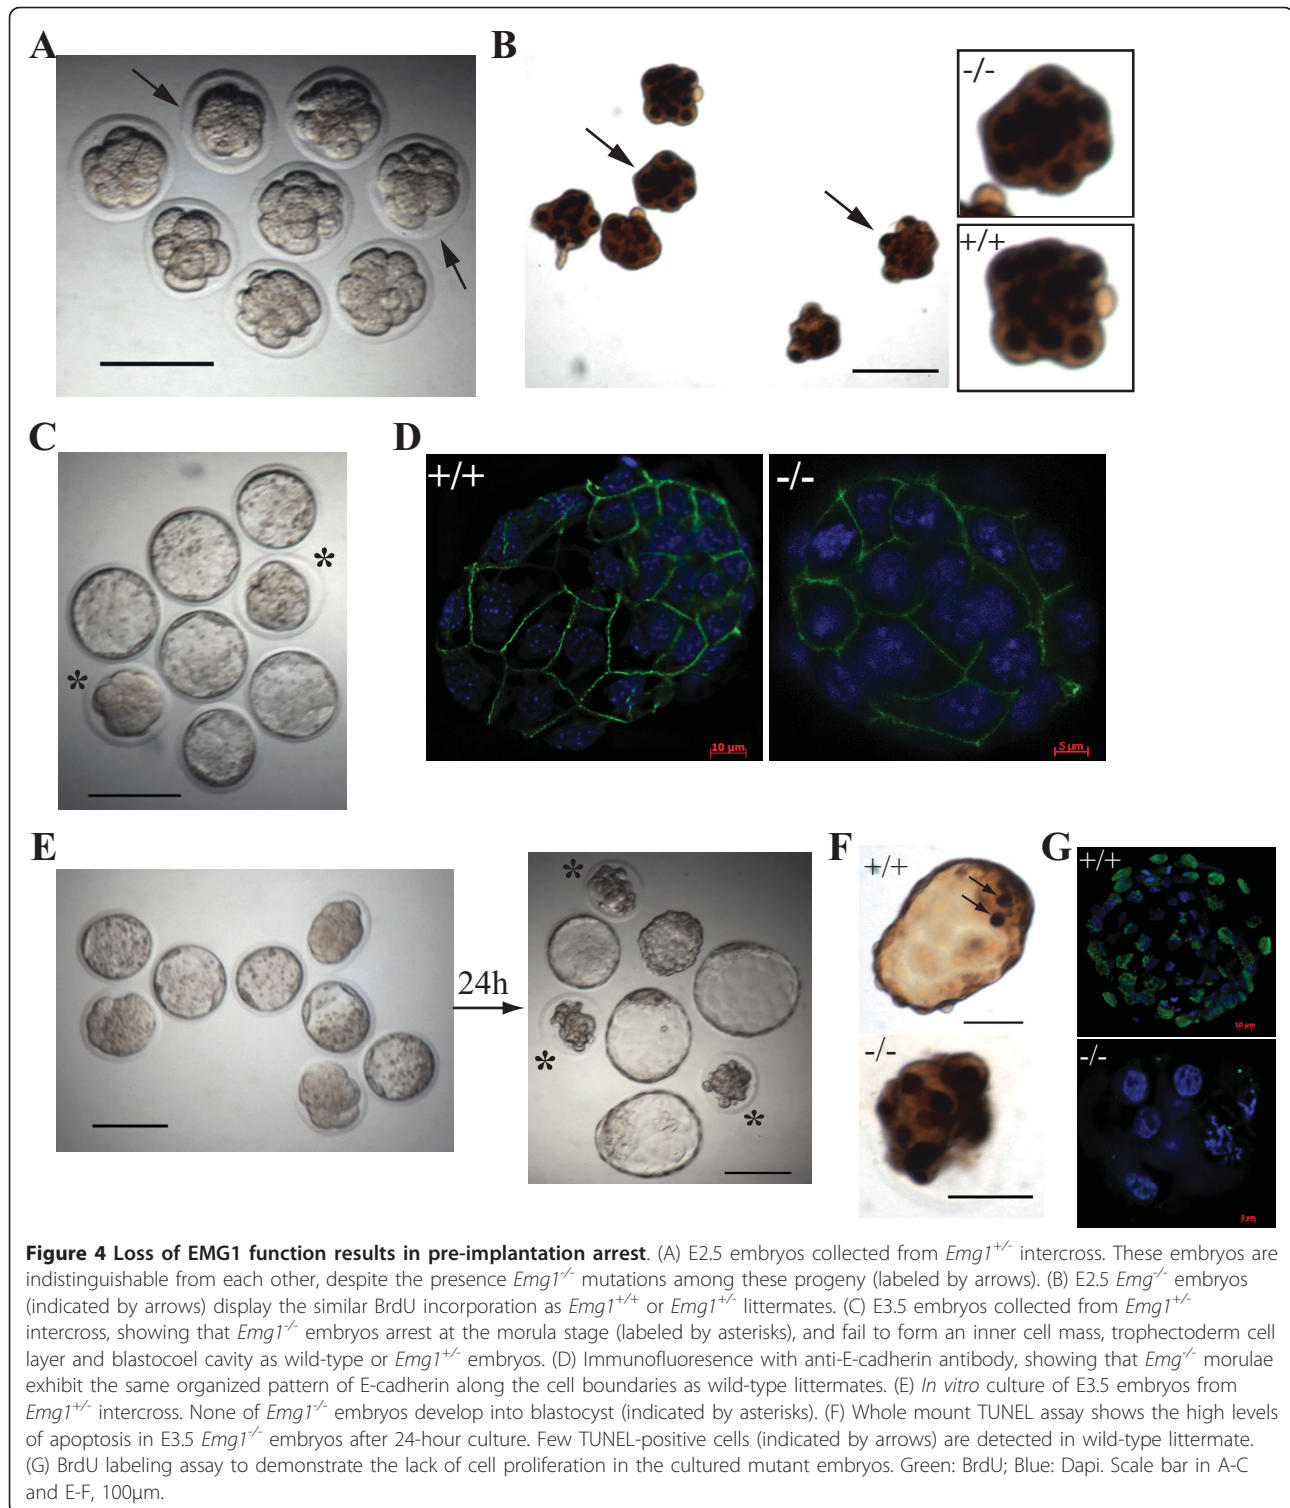 A
B
-/-
+/+
C
*
*
D
+/+
-/-
10 µm
5 µm
E
24h
*
*
*
F
+/+
-/-
G
+/+
10 µm
-/-
5 µm
Figure 4 Loss of EMG1 function results in pre-implantation arrest. (A) E2.5 embryos collected from Emg1+/- intercross. These embryos are
indistinguishable from each other, despite the presence Emg1-/- mutations among these progeny (labeled by arrows). (B) E2.5 Emg-/- embryos
(indicated by arrows) display the similar BrdU incorporation as Emg1+/+ or Emg1+/- littermates. (C) E3.5 embryos collected from Emg1+/-
intercross, showing that Emg1-/- embryos arrest at the morula stage (labeled by asterisks), and fail to form an inner cell mass, trophectoderm cell
layer and blastocoel cavity as wild-type or Emg1+/- embryos. (D) Immunofluoresence with anti-E-cadherin antibody, showing that Emg-/- morulae
exhibit the same organized pattern of E-cadherin along the cell boundaries as wild-type littermates. (E) In vitro culture of E3.5 embryos from
Emg1+/- intercross. None of Emg1-/- embryos develop into blastocyst (indicated by asterisks). (F) Whole mount TUNEL assay shows the high levels
of apoptosis in E3.5 Emg1-/- embryos after 24-hour culture. Few TUNEL-positive cells (indicated by arrows) are detected in wild-type littermate.
(G) BrdU labeling assay to demonstrate the lack of cell proliferation in the cultured mutant embryos. Green: BrdU; Blue: Dapi. Scale bar in A-C
and E-F, 100µm.